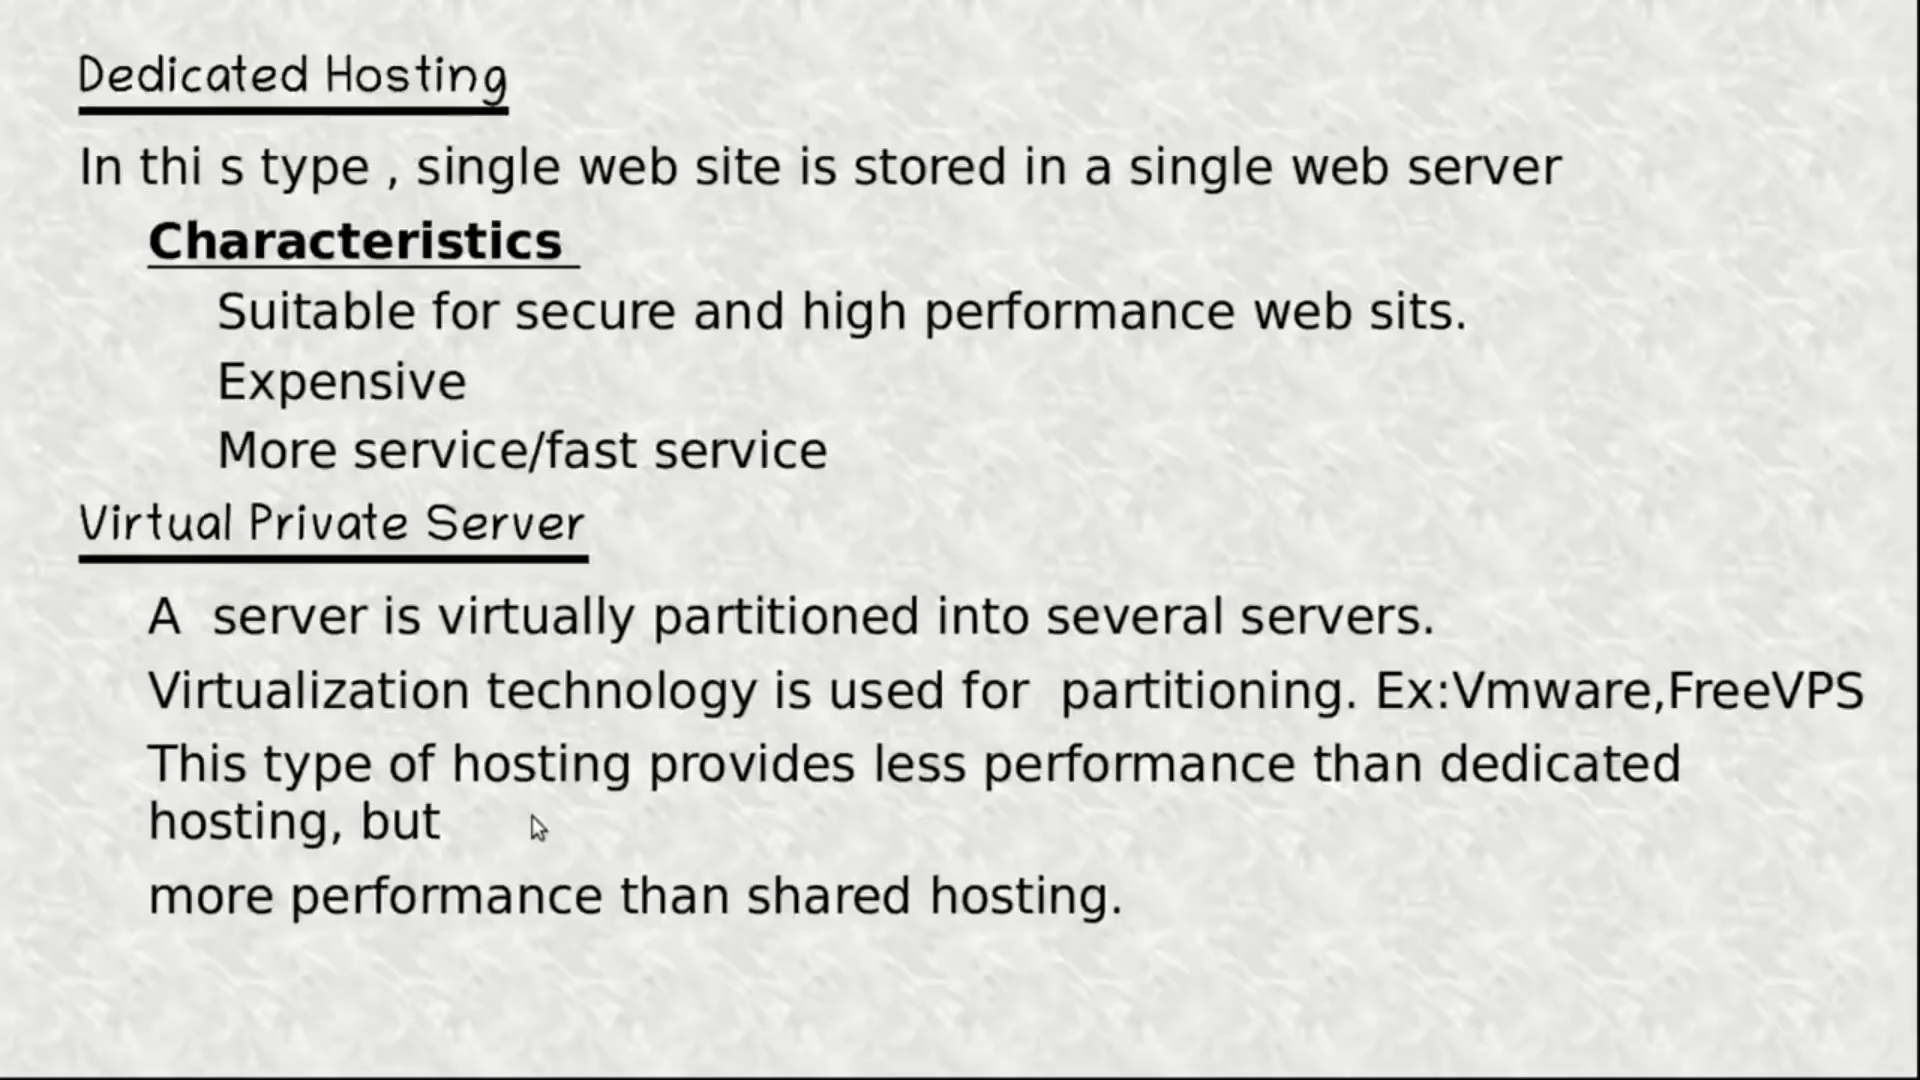 Dedicated Hosting
In thi s type , single web site is stored in a single web server
Characteristics
Suitable for secure and high performance web sits.
Expensive
More service/fast service
Virtual Private Server
A  server is virtually partitioned into several servers.
Virtualization technology is used for  partitioning. Ex:Vmware,FreeVPS
This type of hosting provides less performance than dedicated
hosting, but
more performance than shared hosting.